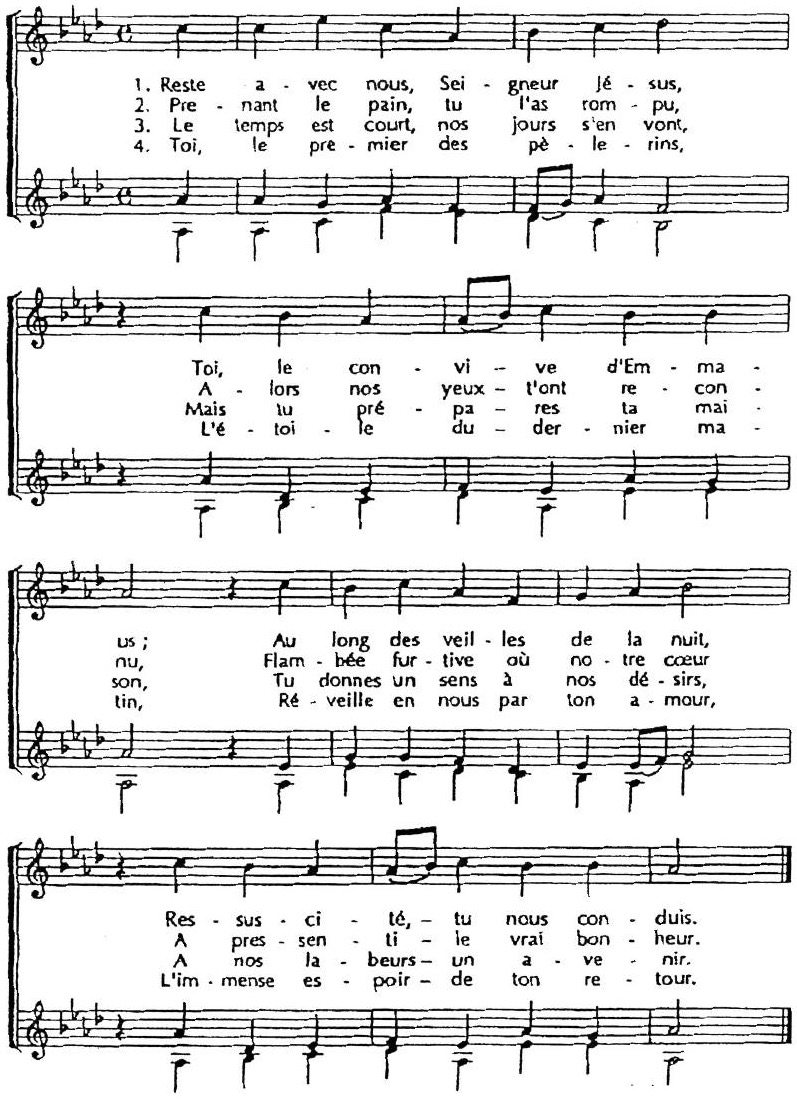 1. Reste a - vec nous, Sei - gneur Jé - sus,
2. Pre - nant le pain, tu l'as rom - pu,
3. Le temps est court, nos jours s'en vont,
4. Toi, le pre - mier des pè - le - rins,
Toi, le con - vi - ve d'Em - ma -
A - lors nos yeux - t'ont re - con -
Mais tu pré - pa - res ta mai -
L'é - toi - le du - der - nier ma -
us ; Au long des veil - les de la nuit,
nu, Flam - bée fur - tive où no - tre cœur
son, Tu donnes un sens à nos dé - sirs,
tin, Ré - veille en nous par ton a - mour,
Res - sus - ci - té, - tu nous con - duis.
A pres - sen - ti - le vrai bon - heur.
A nos la - beurs - un a - ve - nir.
L'im - mense es - poir - de ton re - tour.